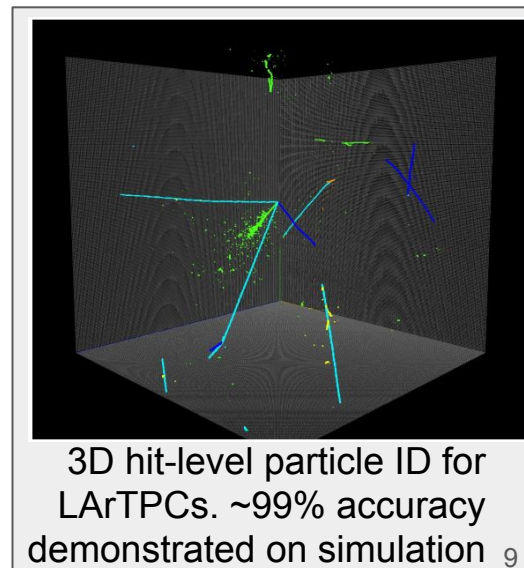 3D hit-level particle ID for
LArTPCs. ~99% accuracy
demonstrated on simulation
9